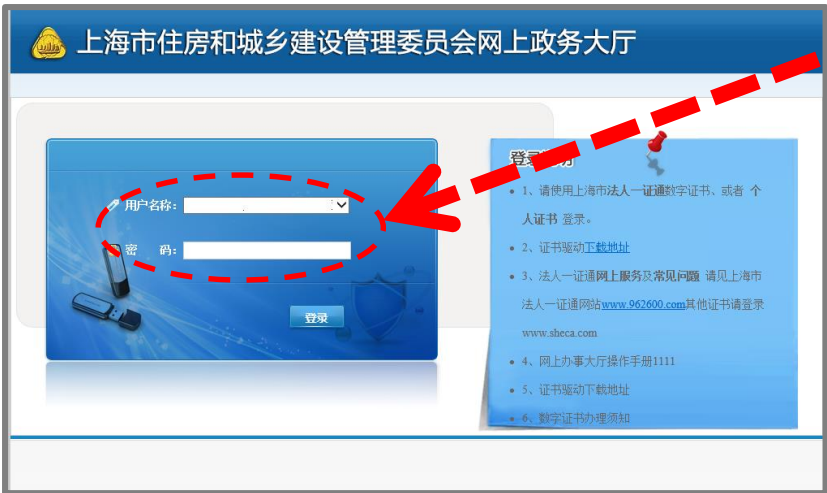 上海市住房和城乡建设管理委员会网上政务大厅
用户名称：
密 码：
登录
登录说明
• 1、请使用上海市法人一证通数字证书、或者 个
人证书 登录。
• 2、证书驱动下载地址
• 3、法人一证通网上服务及常见问题 请见上海市
法人一证通网站www.962600.com其他证书请登录
www.sheca.com
• 4、网上办事大厅操作手册1111
• 5、证书驱动下载地址
• 6、数字证书办理须知